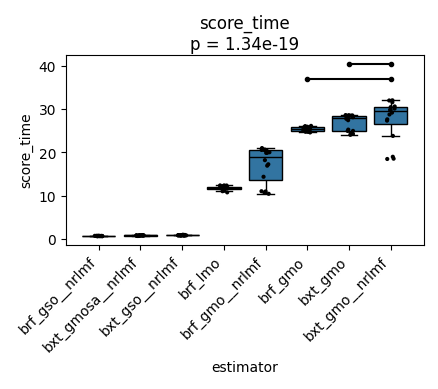 score_time
p = 1.34e-19
score_time
40
30
20
10
0
brf_gso__nrlmf
bxt_gmosa__nrlmf
bxt_gso__nrlmf
brf_lmo
brf_gmo__nrlmf
brf_gmo
bxt_gmo
bxt_gmo__nrlmf
estimator